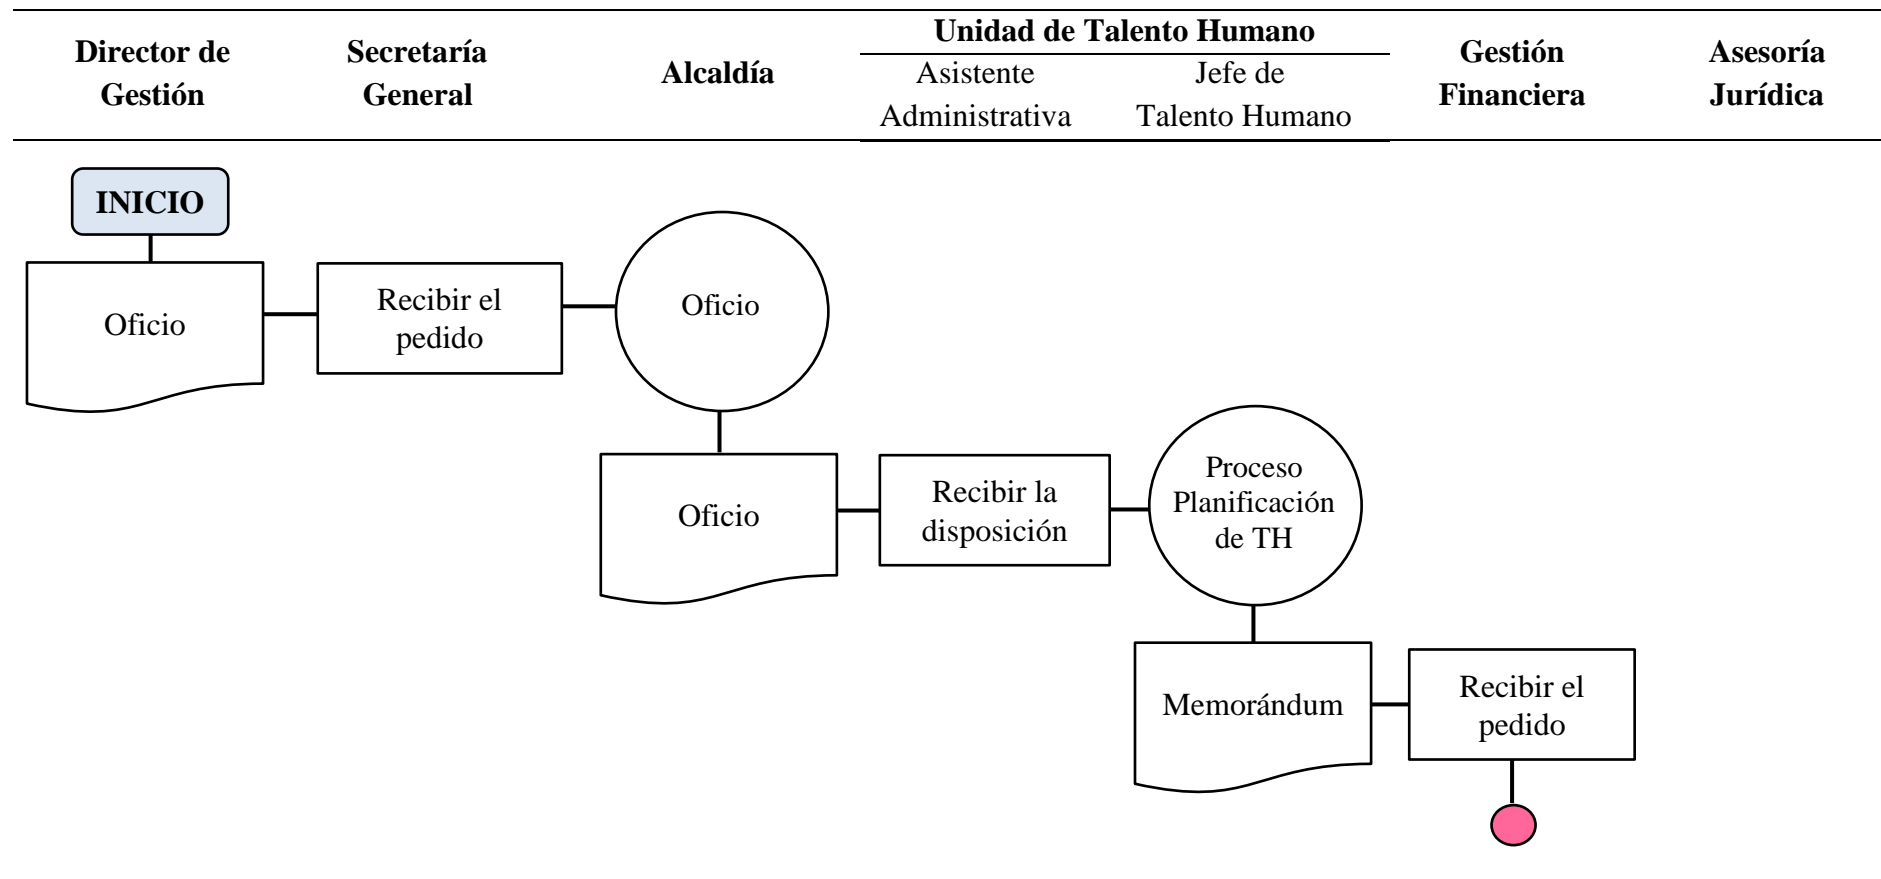 Director de
Gestión
Secretaría
General
Alcaldía
Unidad de Talento Humano
Asistente
Administrativa
Jefe de
Talento Humano
Gestión
Financiera
Asesoría
Jurídica
INICIO
Oficio
Recibir el
pedido
Oficio
Oficio
Recibir la
disposición
Proceso
Planificación
de TH
Memorándum
Recibir el
pedido